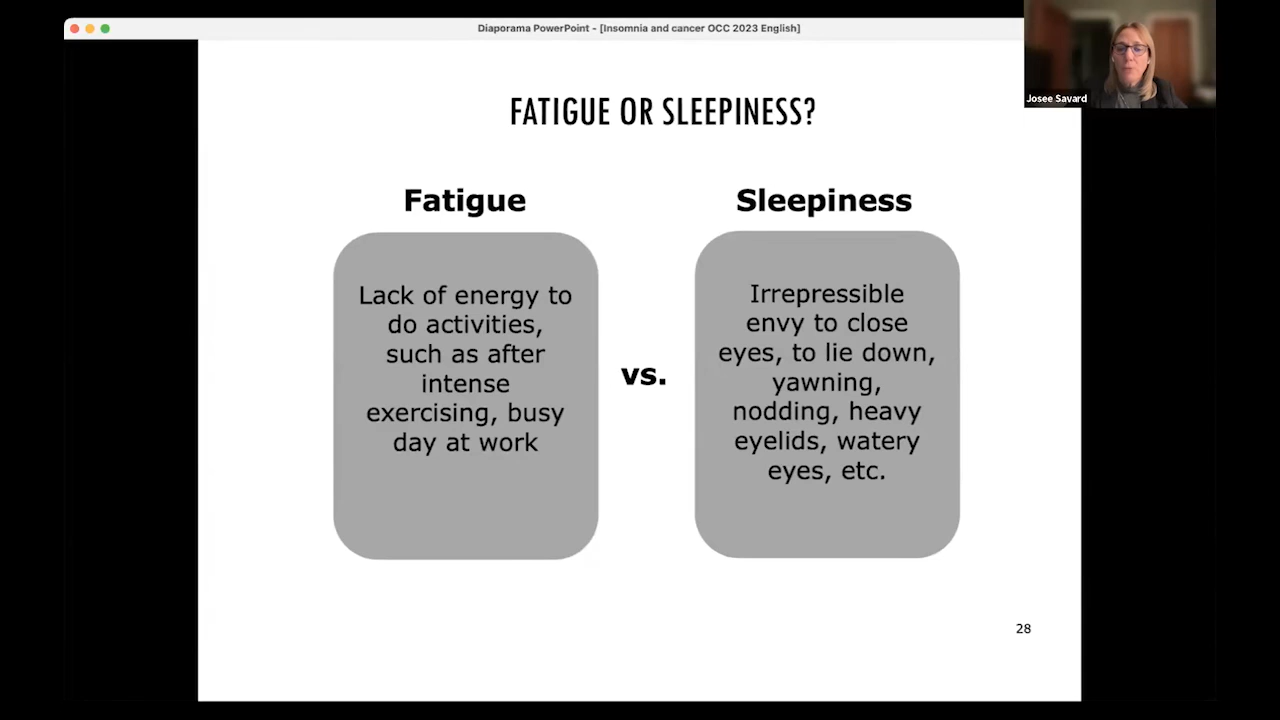 Diaporama PowerPoint - [Insomnia and cancer OCC 2023 English]
Josee Savard
FATIGUE OR SLEEPINESS?
Fatigue
Lack of energy to
do activities,
such as after
intense
exercising, busy
day at work
vs.
Sleepiness
Irrepressible
envy to close
eyes, to lie down,
yawning,
nodding, heavy
eyelids, watery
eyes, etc.
28